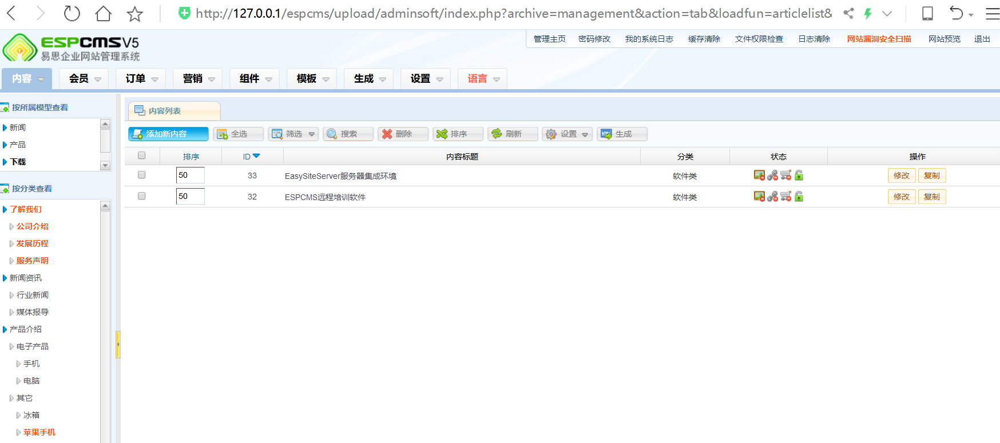 http://127.0.0.1/espcms/upload/adminsoft/index.php?archive=management&action=tab&loadfun=articlelist&
ESPCMS V5
易思企业网站管理系统
管理主页 密码修改 我的系统日志 缓存清除 文件权限检查 日志清除 网站漏洞安全扫描 网站预览 退出
内容 会员 订单 营销 组件 模板 生成 设置 语言
按所属模型查看
新闻
产品
下载
按分类查看
了解我们
公司介绍
发展历程
服务声明
新闻资讯
行业新闻
媒体报导
产品介绍
电子产品
手机
电脑
其它
冰箱
苹果手机
内容列表
添加新内容 全选 筛选 搜索 删除 排序 刷新 设置 生成
排序 ID 内容标题 分类 状态 操作
50 33 EasySiteServer服务器集成环境 软件类 修改 复制
50 32 ESPCMS远程培训软件 软件类 修改 复制